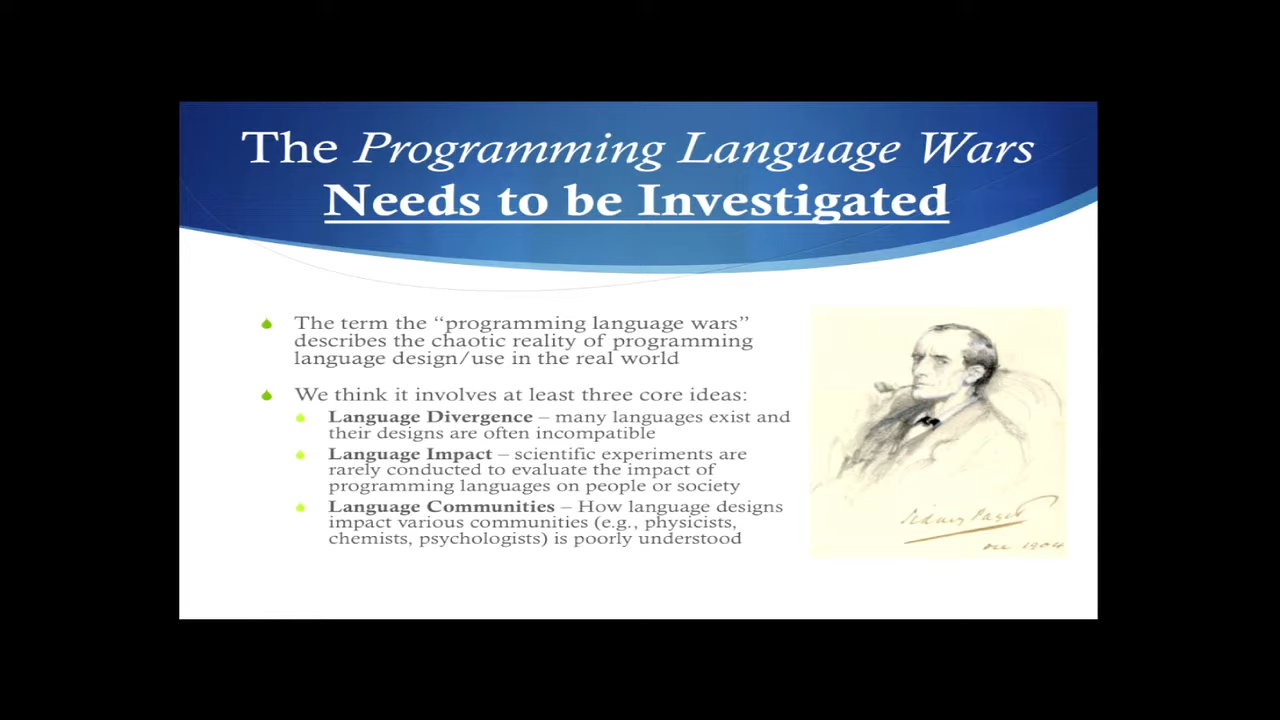 The Programming Language Wars
Needs to be Investigated
The term the “programming language wars”
describes the chaotic reality of programming
language design/use in the real world
We think it involves at least three core ideas:
Language Divergence – many languages exist and
their designs are often incompatible
Language Impact – scientific experiments are
rarely conducted to evaluate the impact of
programming languages on people or society
Language Communities – How language designs
impact various communities (e.g., physicists,
chemists, psychologists) is poorly understood
Sidney Paget
Dec 1904